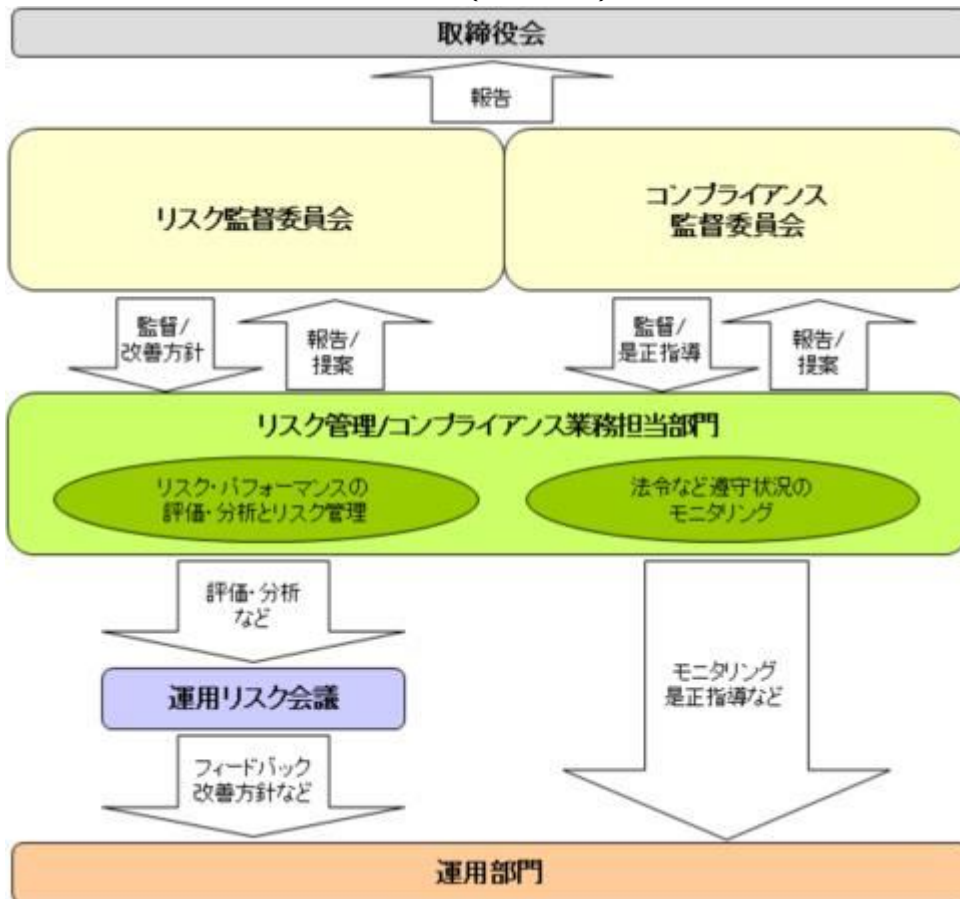 取締役会
報告
リスク監督委員会
コンプライアンス
監督委員会
監督/
改善方針
報告/
提案
監督/
是正指導
報告/
提案
リスク管理/コンプライアンス業務担当部門
リスク・パフォーマンスの
評価・分析とリスク管理
法令など遵守状況の
モニタリング
評価・分析
など
運用リスク会議
フィードバック
改善方針など
モニタリング
是正指導など
運用部門